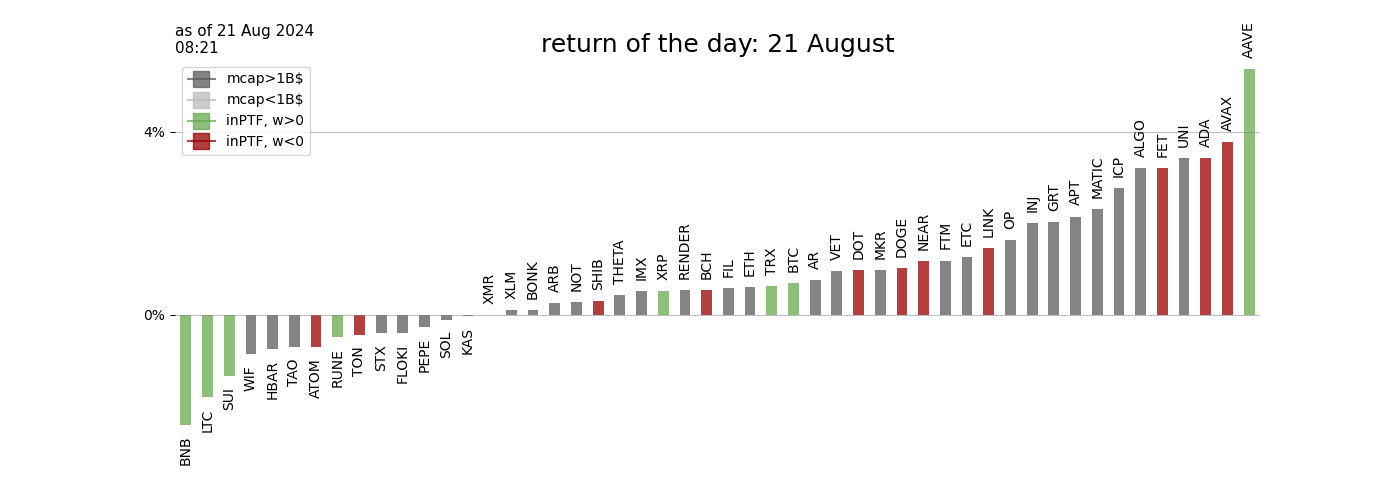 as of 21 Aug 2024
08:21
return of the day: 21 August
mcap>1B$
mcap<1B$
inPTF, w>0
inPTF, w<0
4%
0%
BNB
LTC
SUI
WIF
HBAR
TAO
ATOM
RUNE
TON
STX
FLOKI
PEPE
SOL
KAS
XMR
XLM
BONK
ARB
NOT
SHIB
THETA
IMX
XRP
RENDER
BCH
FIL
ETH
TRX
BTC
AR
VET
DOT
MKR
DOGE
NEAR
FTM
ETC
LINK
OP
INJ
GRT
APT
MATIC
ICP
ALGO
FET
UNI
ADA
AVAX
AAVE